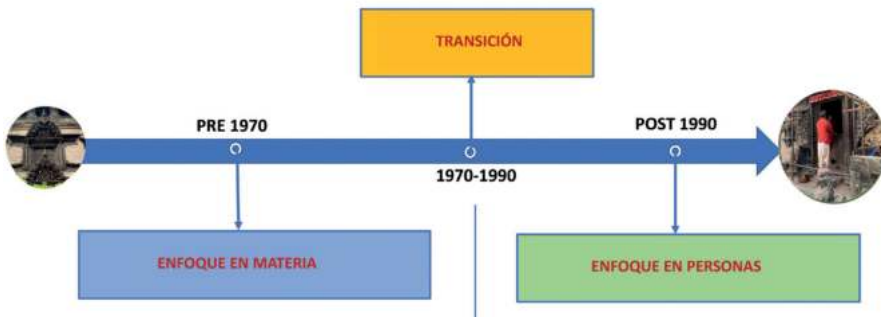 TRANSICIÓN
PRE 1970
POST 1990
1970-1990
ENFOQUE EN MATERIA
ENFOQUE EN PERSONAS